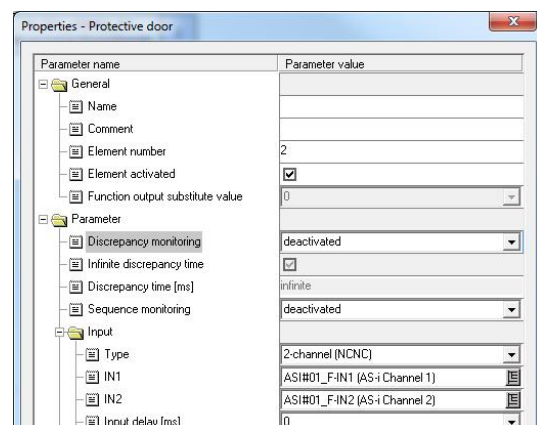 Properties - Protective door
Parameter name Parameter value
General
Name
Comment
Element number 2
Element activated
Function output substitute value 0
Parameter
Discrepancy monitoring deactivated
Infinite discrepancy time
Discrepancy time [ms] infinite
Sequence monitoring deactivated
Input
Type 2-channel (NCNC)
IN1 ASI#01_F-IN1 (AS-i Channel 1)
IN2 ASI#01_F-IN2 (AS-i Channel 2)
Input delay [ms] 0